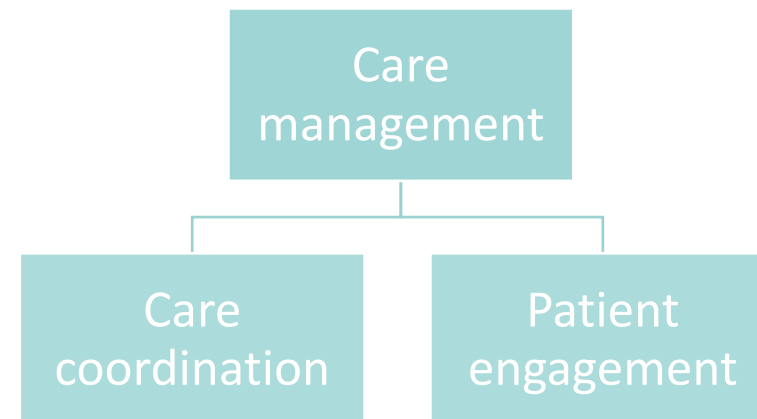 Care
management
Care
coordination
Patient
engagement